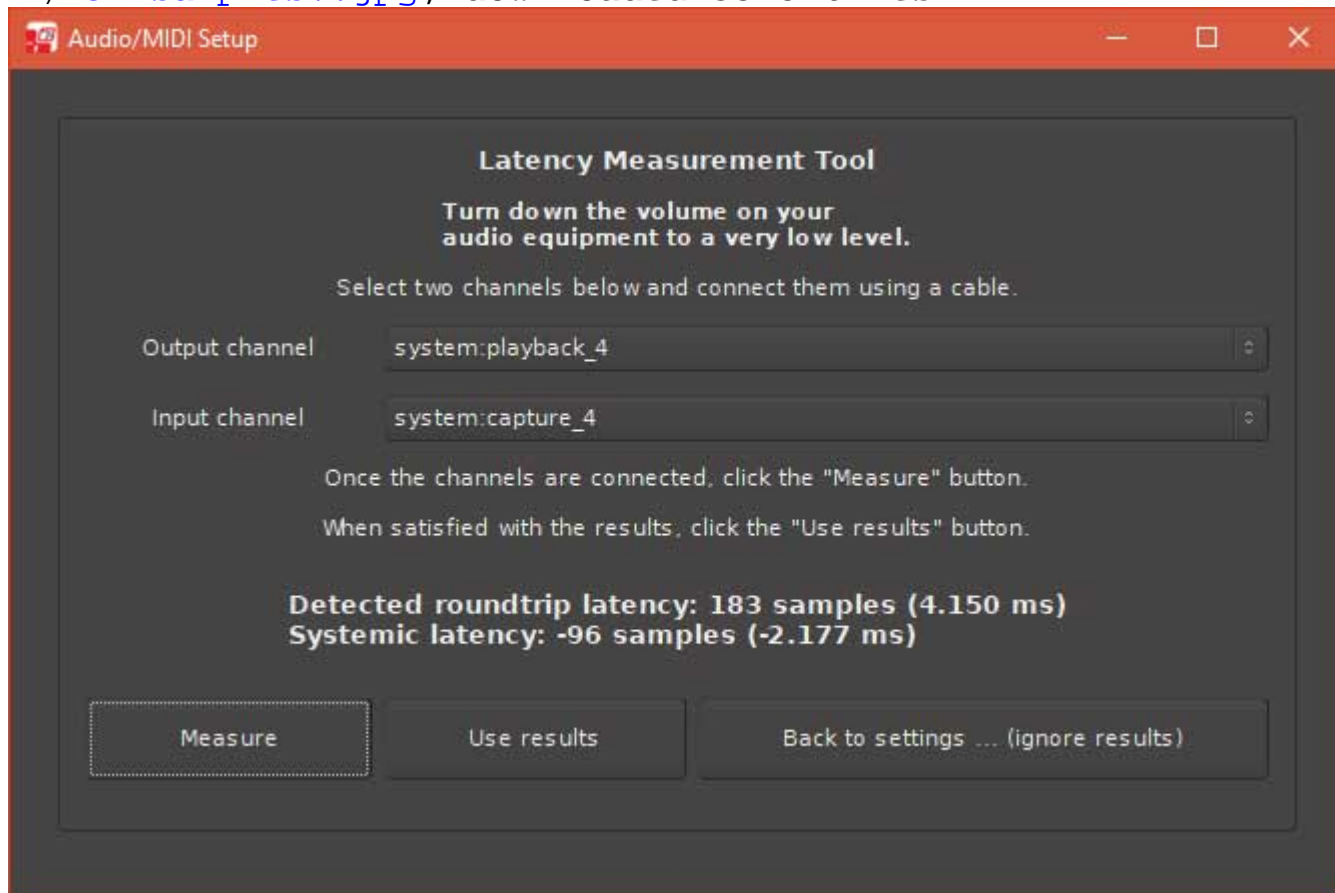 Audio/MIDI Setup
Latency Measurement Tool
Turn down the volume on your
audio equipment to a very low level.
Select two channels below and connect them using a cable.
Output channel system:playback_4
Input channel system:capture_4
Once the channels are connected, click the "Measure" button.
When satisfied with the results, click the "Use results" button.
Detected roundtrip latency: 183 samples (4.150 ms)
Systemic latency: -96 samples (-2.177 ms)
Measure Use results Back to settings ... (ignore results)